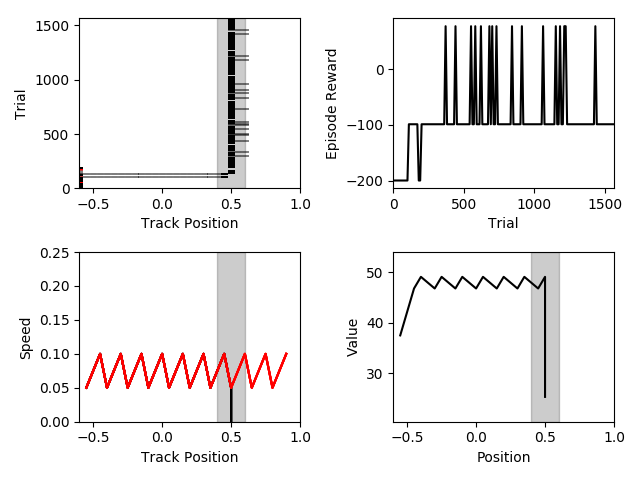 1500
1000
500
0
Trial
−0.5 0.0 0.5 1.0
Track Position
0
−100
−200
Episode Reward
0 500 1000 1500
Trial
0.25
0.20
0.15
0.10
0.05
0.00
Speed
−0.5 0.0 0.5 1.0
Track Position
50
40
30
Value
−0.5 0.0 0.5 1.0
Position